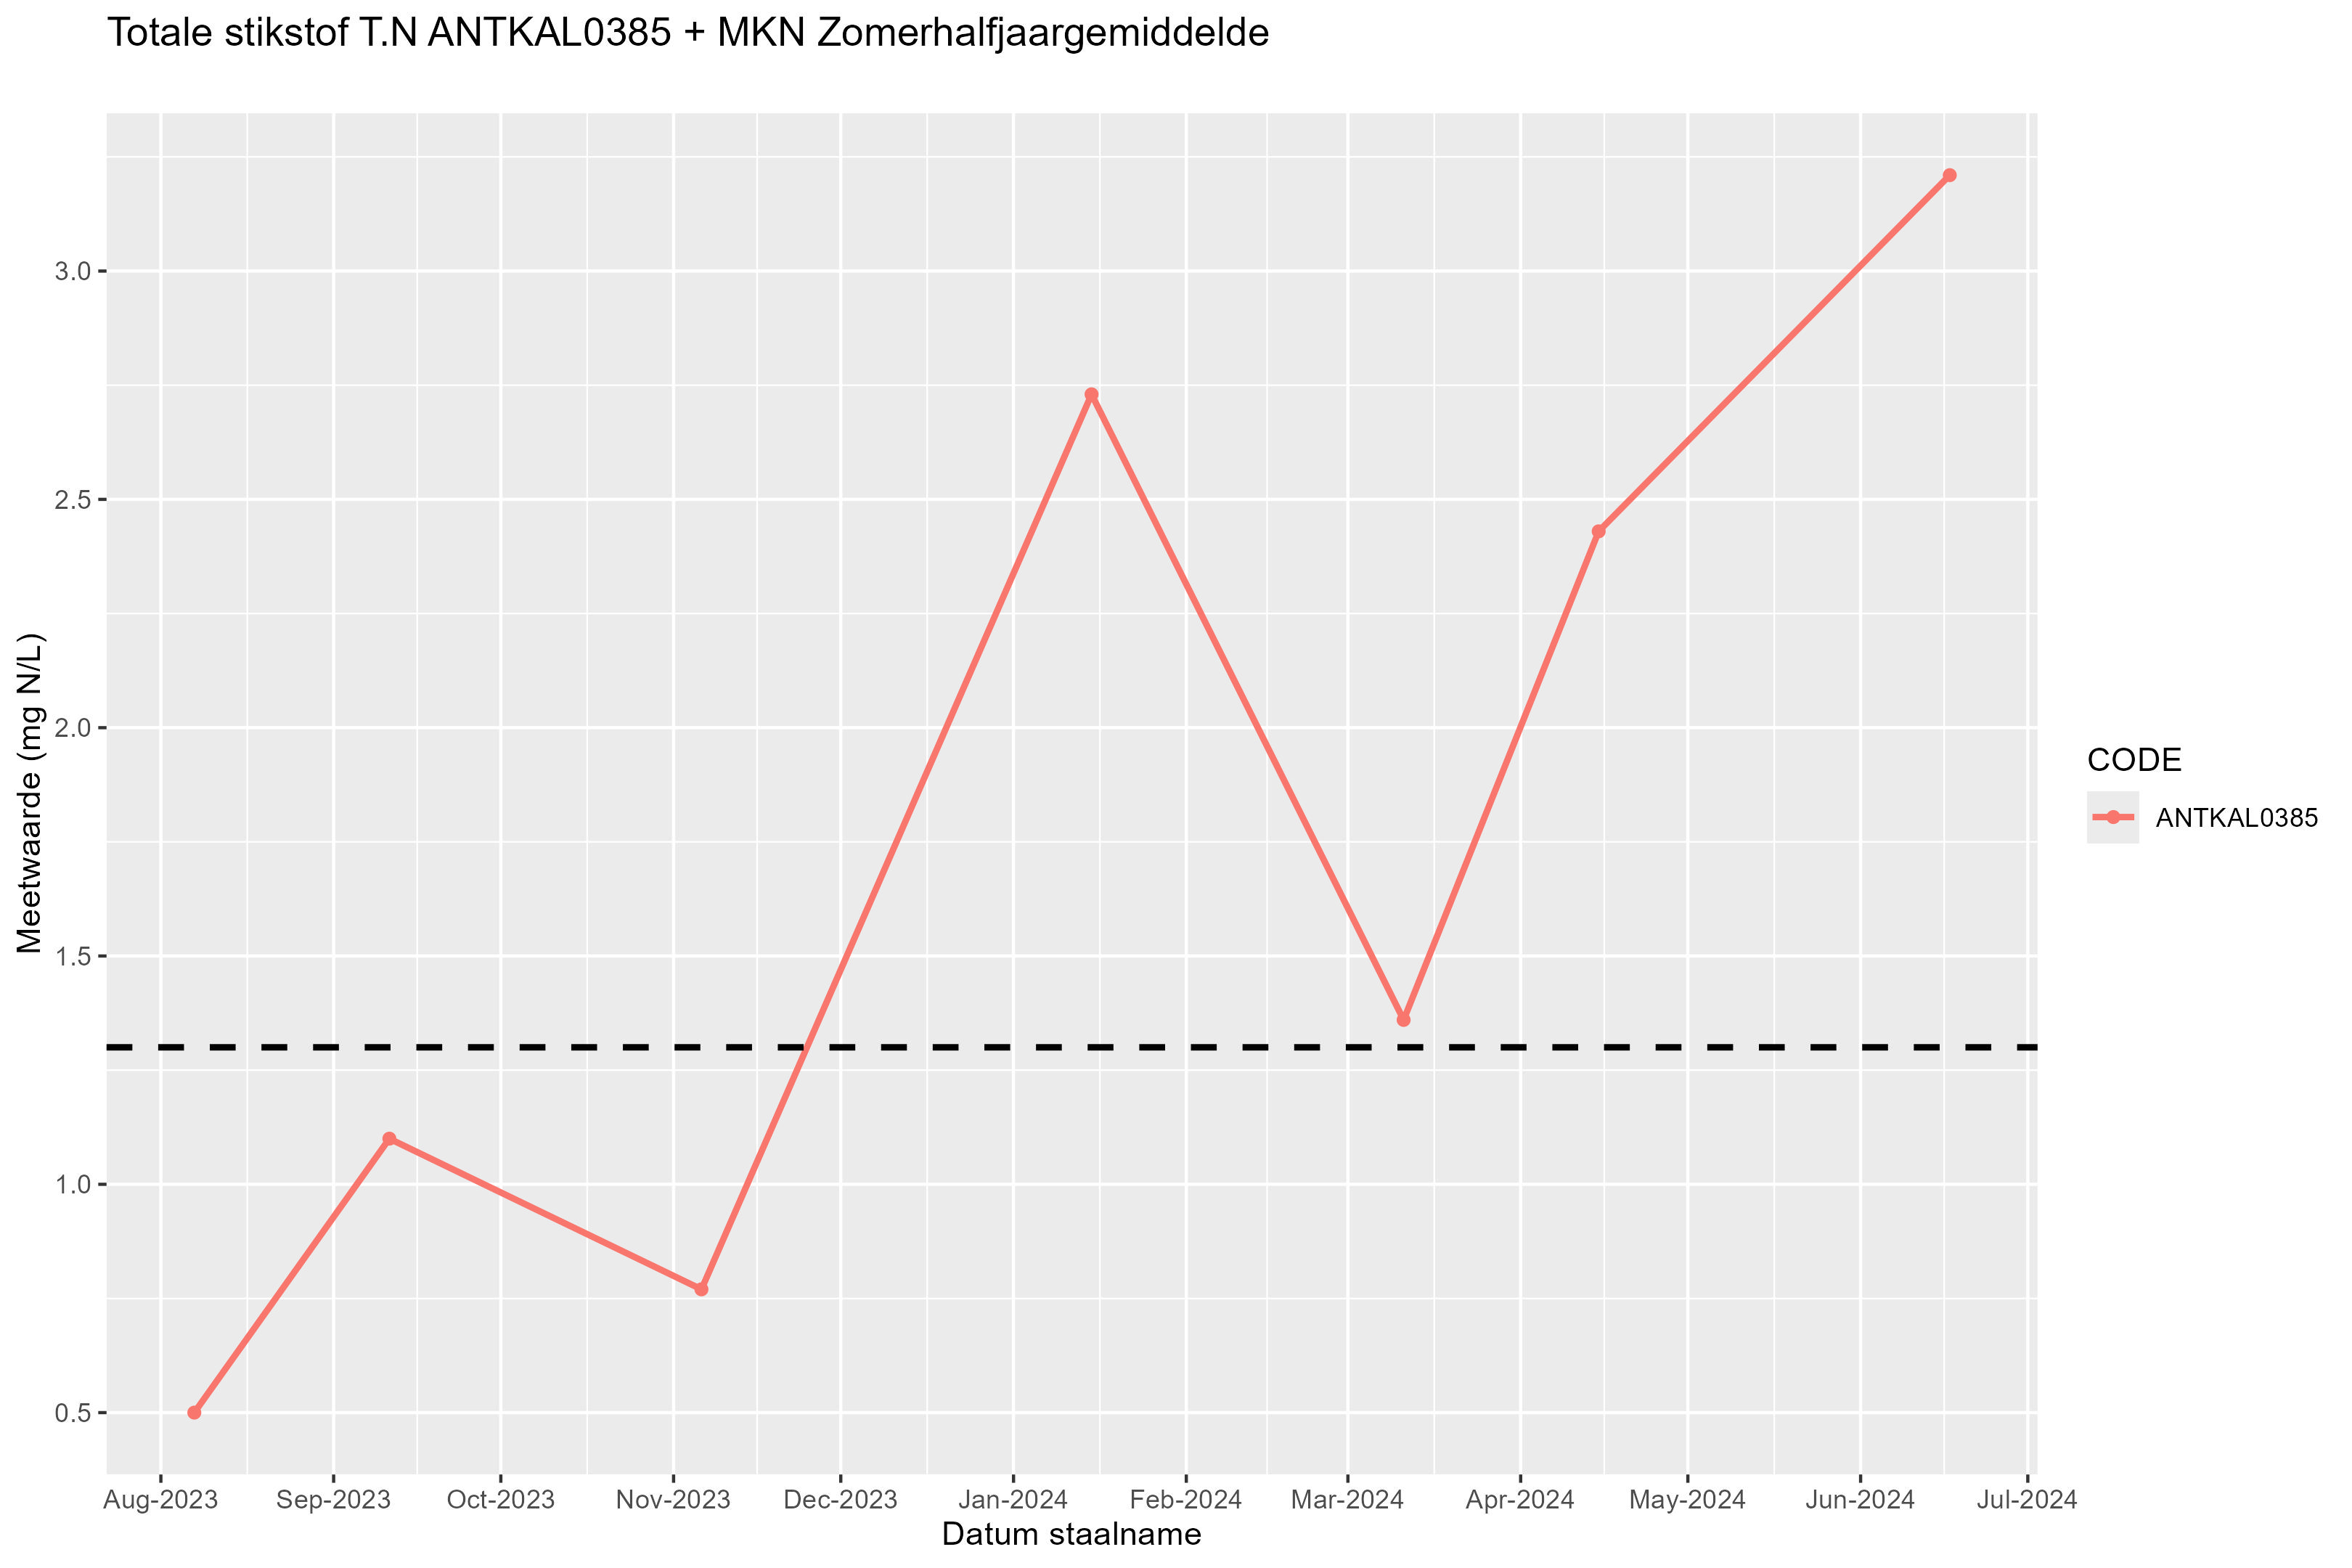 Totale stikstof T.N ANTKAL0385 + MKN Zomerhalfjaargemiddelde
Meetwaarde (mg N/L)
3.0
2.5
2.0
1.5
1.0
0.5
Aug-2023 Sep-2023 Oct-2023 Nov-2023 Dec-2023 Jan-2024 Feb-2024 Mar-2024 Apr-2024 May-2024 Jun-2024 Jul-2024
Datum staalname
CODE
ANTKAL0385